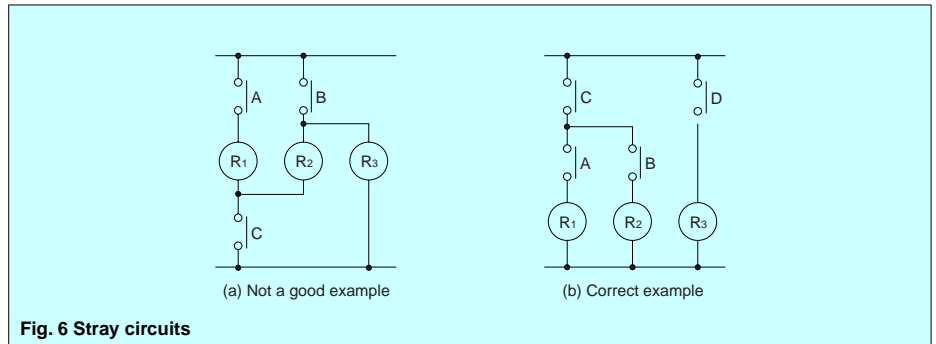 A
B
R1
R2
R3
C
(a) Not a good example
C
D
A
B
R1
R2
R3
(b) Correct example
Fig. 6 Stray circuits